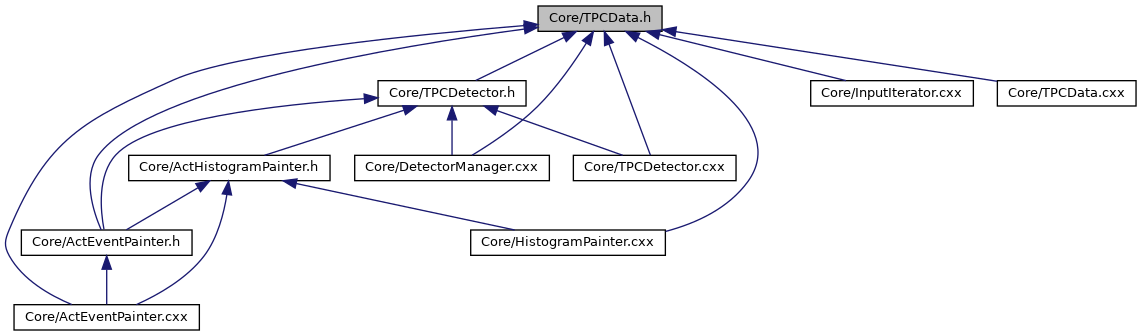 Core/TPCData.h
Core/TPCDetector.h
Core/InputIterator.cxx
Core/TPCData.cxx
Core/ActHistogramPainter.h
Core/DetectorManager.cxx
Core/TPCDetector.cxx
Core/ActEventPainter.h
Core/HistogramPainter.cxx
Core/ActEventPainter.cxx